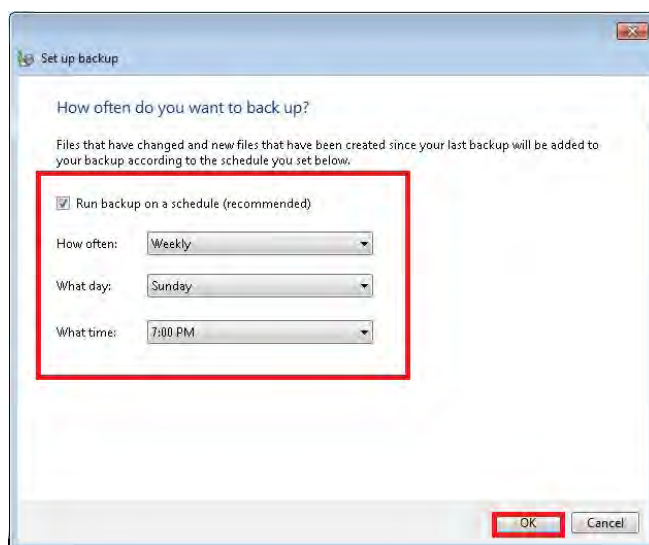 Set up backup
How often do you want to back up?
Files that have changed and new files that have been created since your last backup will be added to
your backup according to the schedule you set below.
Run backup on a schedule (recommended)
How often: Weekly
What day: Sunday
What time: 7:00 PM
OK Cancel